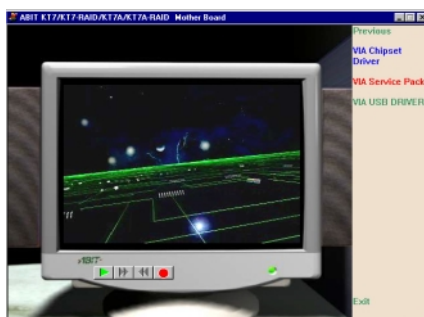 ABIT KT7/KT7-RAID/KT7A/KT7A-RAID Mother Board
Previous
VIA Chipset
Driver
VIA Service Pack
VIA USB DRIVER
ABIT
Exit